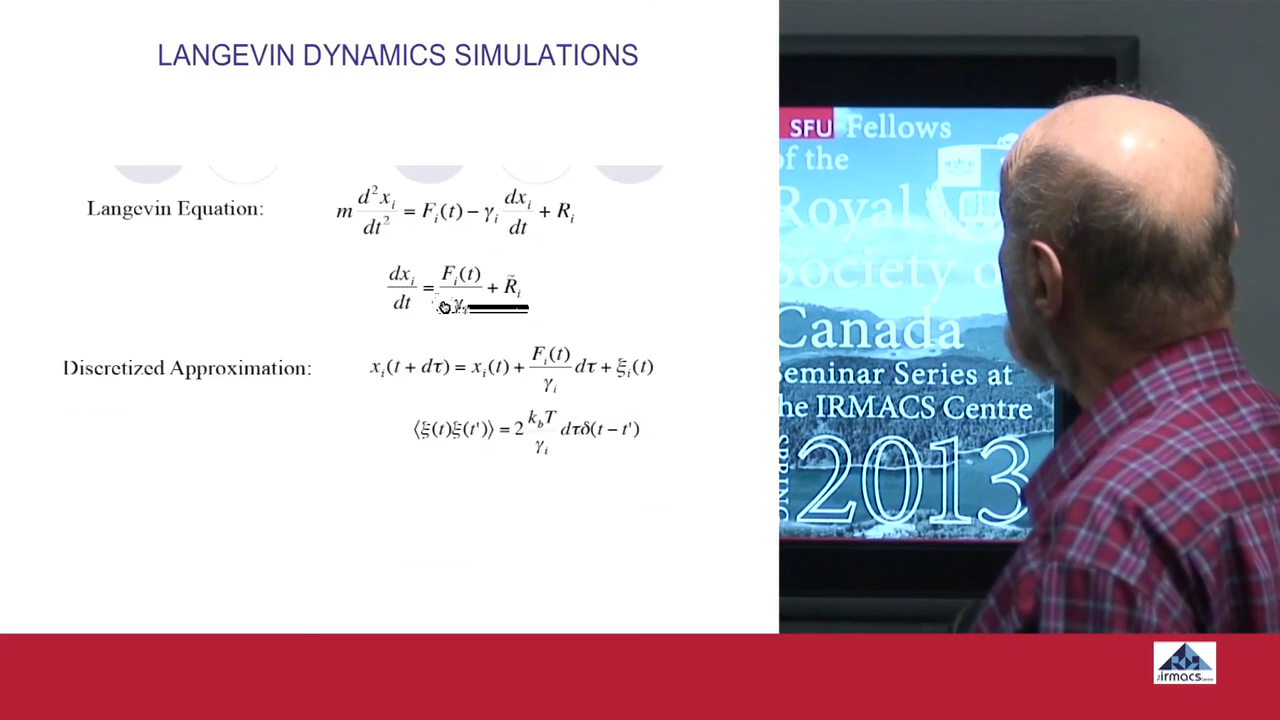 LANGEVIN DYNAMICS SIMULATIONS
Langevin Equation: m d²xᵢ/dt² = Fᵢ(t) − γᵢ dxᵢ/dt + Rᵢ
dxᵢ/dt = Fᵢ(t)/γᵢ + R̃ᵢ
Discretized Approximation: xᵢ(t + dτ) = xᵢ(t) + Fᵢ(t)/γᵢ dτ + ξᵢ(t)
⟨ξ(t)ξ(t')⟩ = 2 k_bT/γᵢ dτδ(t − t')
SFU Fellows
of the
Royal
Society o
Canada
Seminar Series at
the IRMACS Centre
2013
irmacs